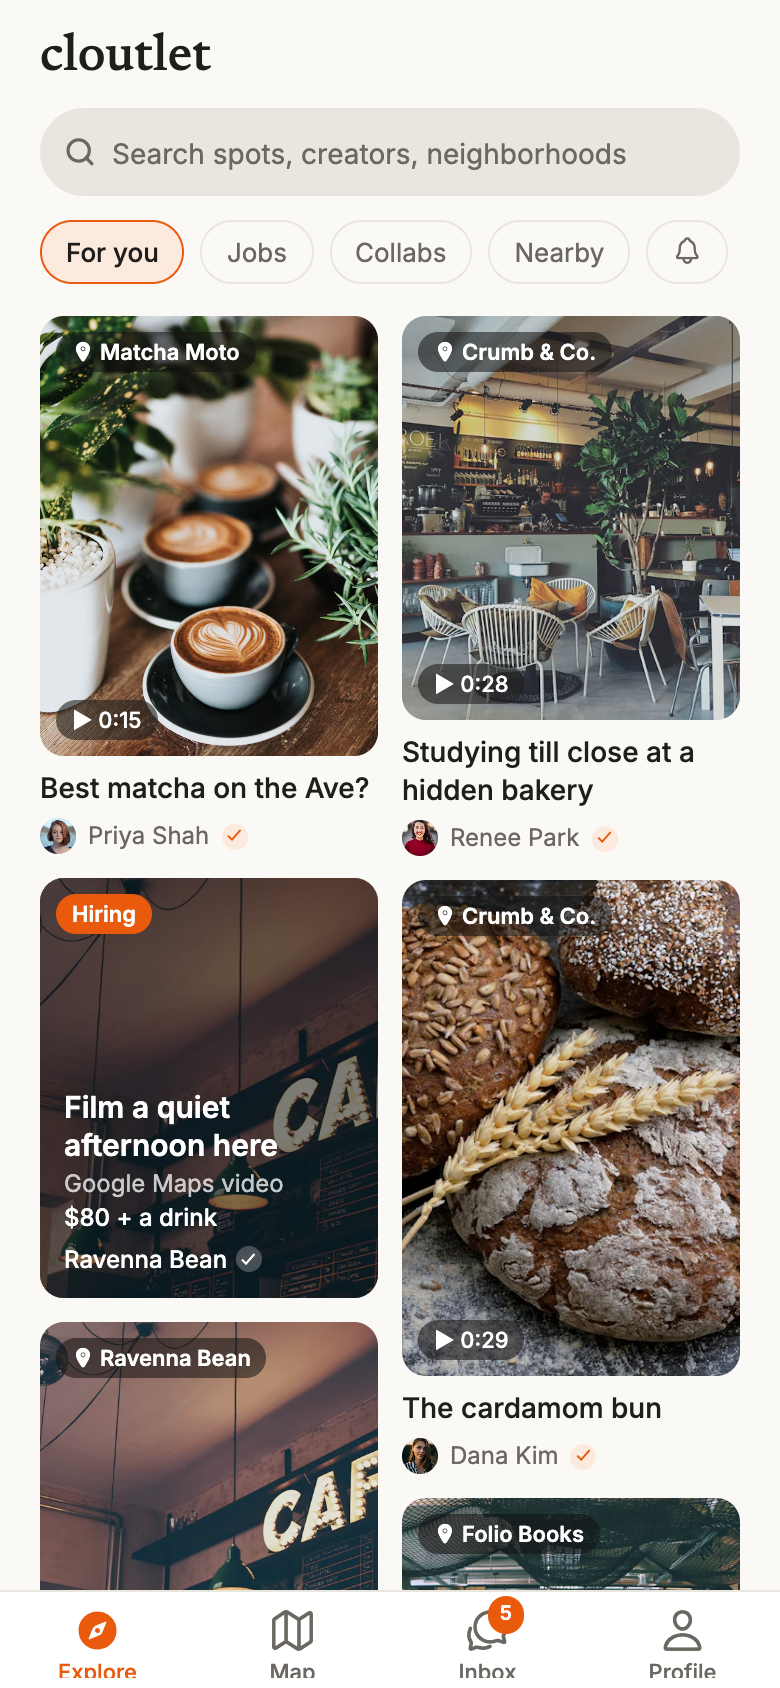 cloutlet
Search spots, creators, neighborhoods
For you
Jobs
Collabs
Nearby
Matcha Moto
0:15
Best matcha on the Ave?
Priya Shah
Crumb & Co.
0:28
Studying till close at a
hidden bakery
Renee Park
Hiring
Film a quiet
afternoon here
Google Maps video
$80 + a drink
Ravenna Bean
CA
Crumb & Co.
0:29
The cardamom bun
Dana Kim
Ravenna Bean
CAF
Folio Books
Explore
Map
5
Inbox
Profile